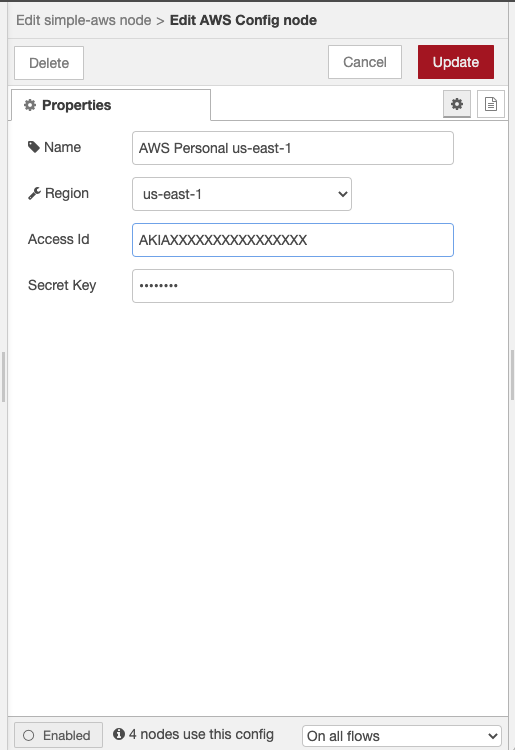 Edit simple-aws node > Edit AWS Config node
Delete
Cancel
Update
Properties
Name
AWS Personal us-east-1
Region
us-east-1
Access Id
AKIAXXXXXXXXXXXXXXXX
Secret Key
••••••••
Enabled
4 nodes use this config
On all flows